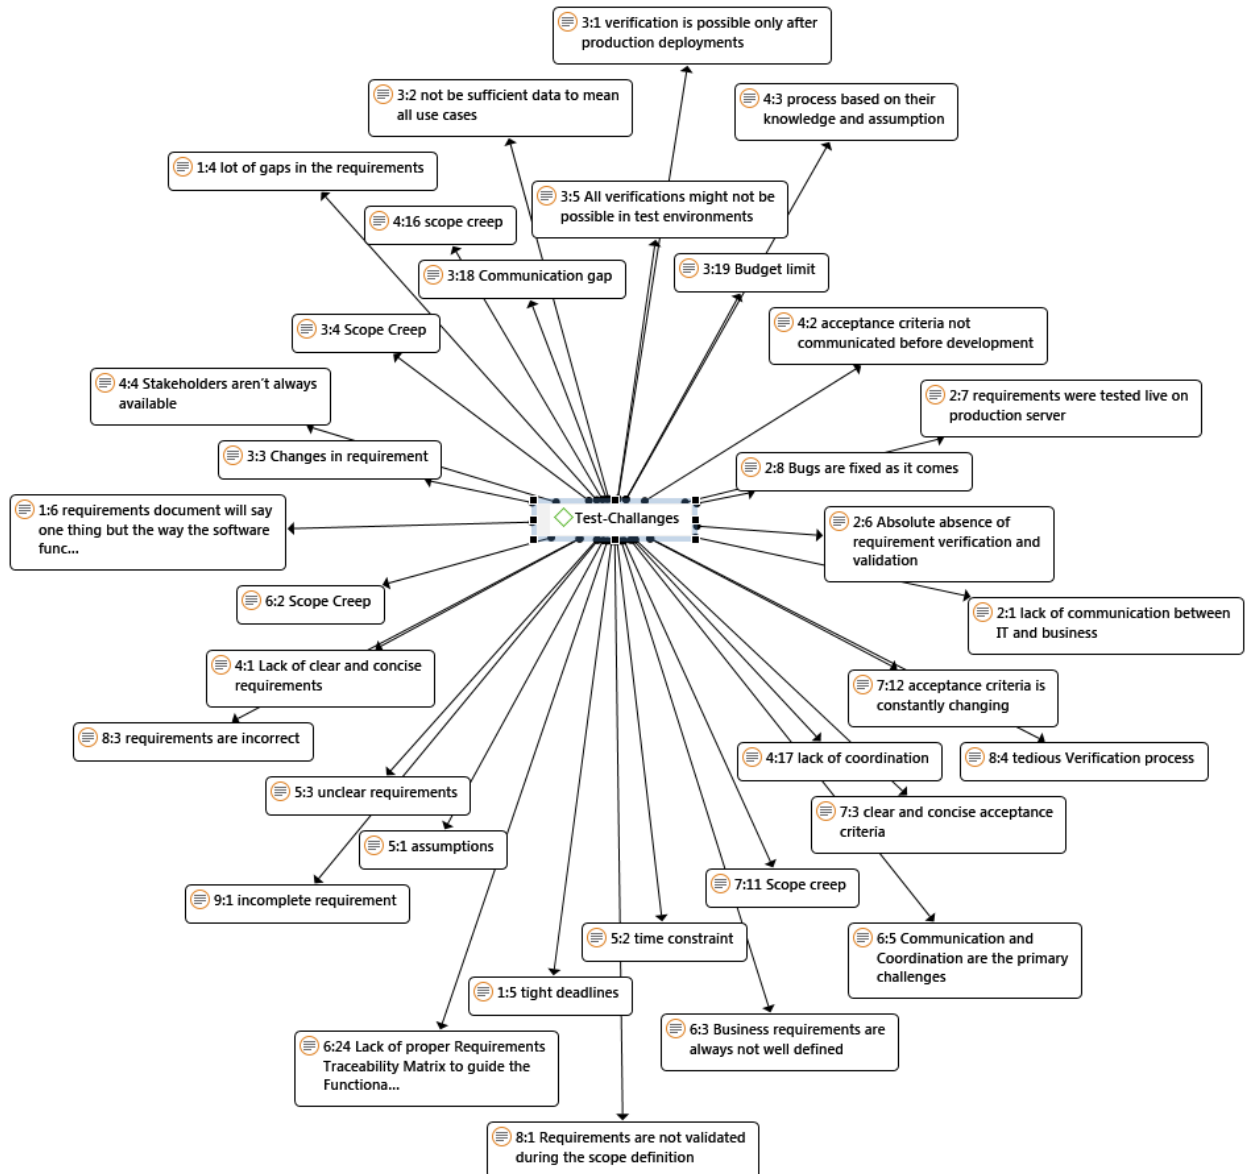 3:1 verification is possible only after
production deployments
3:2 not be sufficient data to mean
all use cases
4:3 process based on their
knowledge and assumption
1:4 lot of gaps in the requirements
3:5 All verifications might not be
possible in test environments
4:16 scope creep
3:18 Communication gap
3:19 Budget limit
3:4 Scope Creep
4:2 acceptance criteria not
communicated before development
4:4 Stakeholders aren´t always
available
2:7 requirements were tested live on
production server
3:3 Changes in requirement
2:8 Bugs are fixed as it comes
1:6 requirements document will say
one thing but the way the software
func...
Test-Challanges
2:6 Absolute absence of
requirement verification and
validation
6:2 Scope Creep
2:1 lack of communication between
IT and business
4:1 Lack of clear and concise
requirements
7:12 acceptance criteria is
constantly changing
8:3 requirements are incorrect
4:17 lack of coordination
8:4 tedious Verification process
5:3 unclear requirements
7:3 clear and concise acceptance
criteria
5:1 assumptions
7:11 Scope creep
9:1 incomplete requirement
5:2 time constraint
6:5 Communication and
Coordination are the primary
challenges
1:5 tight deadlines
6:3 Business requirements are
always not well defined
6:24 Lack of proper Requirements
Traceability Matrix to guide the
Functiona...
8:1 Requirements are not validated
during the scope definition